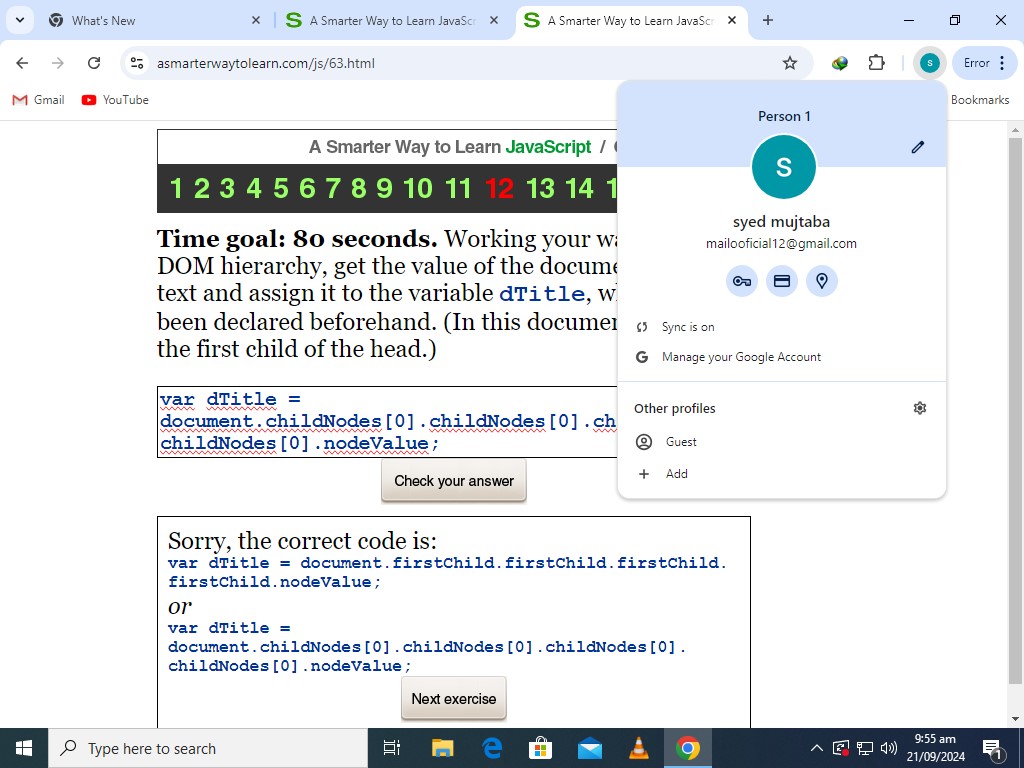 What's New
A Smarter Way to Learn JavaSc
A Smarter Way to Learn JavaSc
asmarterwaytolearn.com/js/63.html
S
Error
Gmail
YouTube
Bookmarks
A Smarter Way to Learn JavaScript /
1 2 3 4 5 6 7 8 9 10 11 12 13 14 1
Time goal: 80 seconds. Working your
DOM hierarchy, get the value of the
text and assign it to the variable dTitle,
been declared beforehand. (In this
the first child of the head.)
var dTitle =
document.childNodes[0].childNodes[0].ch
childNodes[0].nodeValue;
Check your answer
Sorry, the correct code is:
var dTitle = document.firstChild.firstChild.firstChild.
firstChild.nodeValue;
or
var dTitle =
document.childNodes[0].childNodes[0].childNodes[0].
childNodes[0].nodeValue;
Next exercise
Person 1
S
syed mujtaba
mailooficial12@gmail.com
Sync is on
Manage your Google Account
Other profiles
Guest
Add
Type here to search
9:55 am
21/09/2024
1